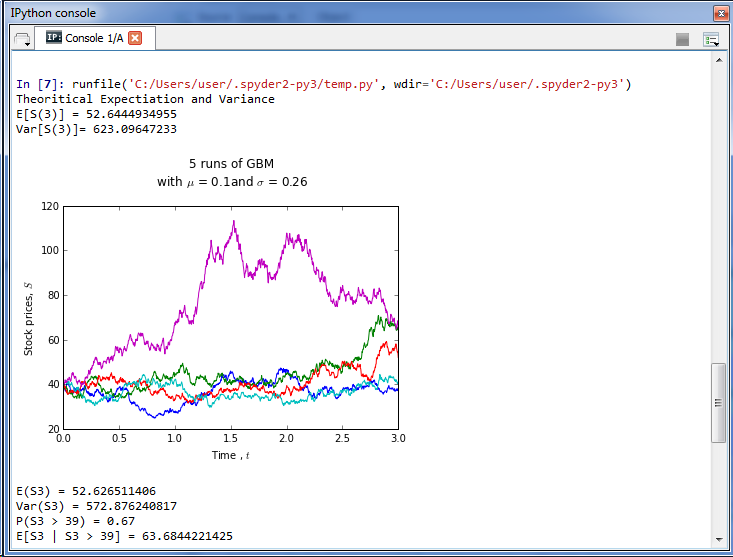 IPython console
IP: Console 1/A
In [7]: runfile('C:/Users/user/.spyder2-py3/temp.py', wdir='C:/Users/user/.spyder2-py3')
Theoritical Expectiation and Variance
E[S(3)] = 52.6444934955
Var[S(3)]= 623.09647233
5 runs of GBM
with μ = 0.1and σ = 0.26
120
100
80
60
40
20
Stock prices, S
0.0 0.5 1.0 1.5 2.0 2.5 3.0
Time , t
E(S3) = 52.626511406
Var(S3) = 572.876240817
P(S3 > 39) = 0.67
E[S3 | S3 > 39] = 63.6844221425